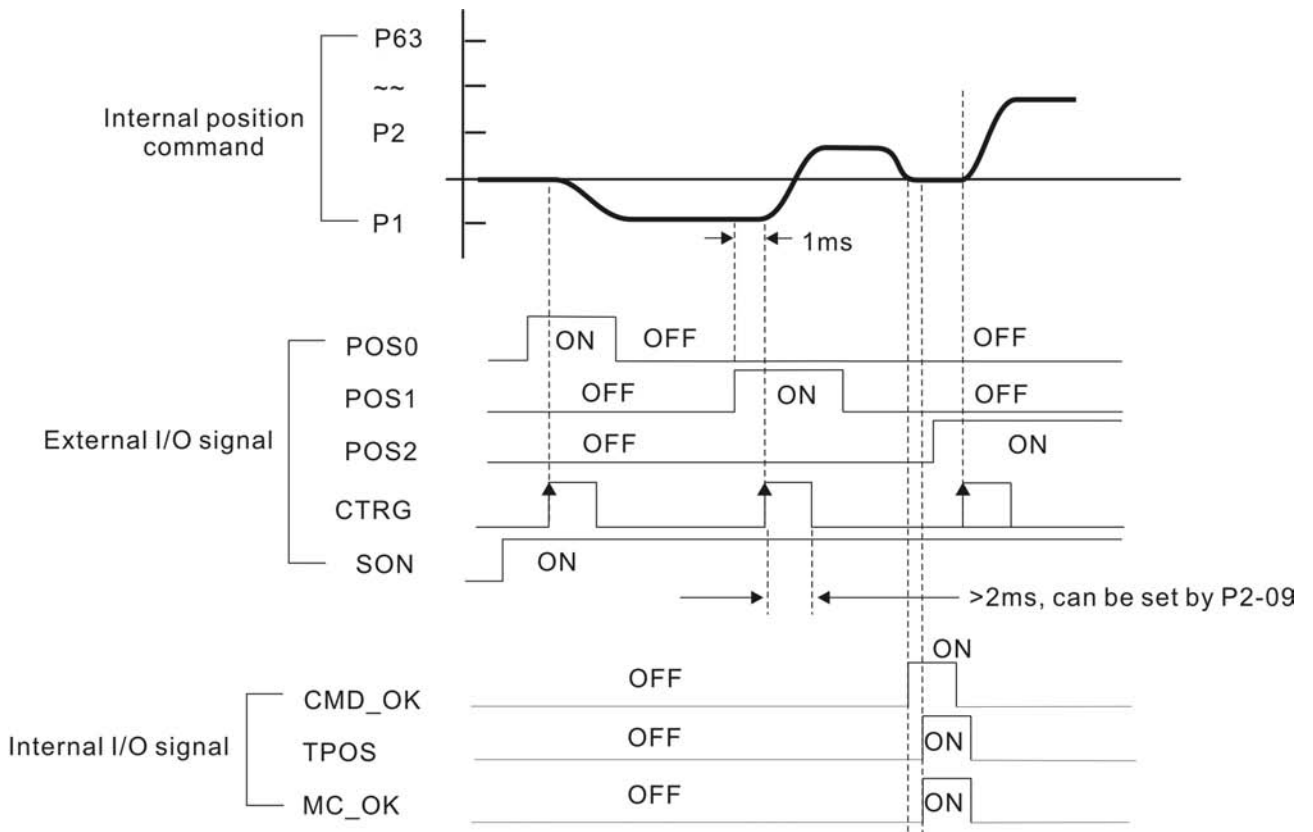 P63
~~
Internal position
command
P2
P1
1ms
External I/O signal
POS0
ON
OFF
OFF
POS1
OFF
ON
OFF
POS2
OFF
ON
CTRG
SON
ON
>2ms, can be set by P2-09
Internal I/O signal
CMD_OK
OFF
ON
TPOS
OFF
ON
MC_OK
OFF
ON